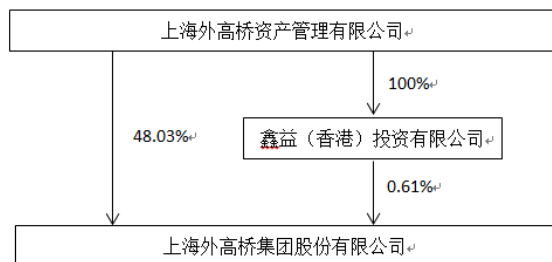 上海外高桥资产管理有限公司
100%
48.03%
鑫益（香港）投资有限公司
0.61%
上海外高桥集团股份有限公司